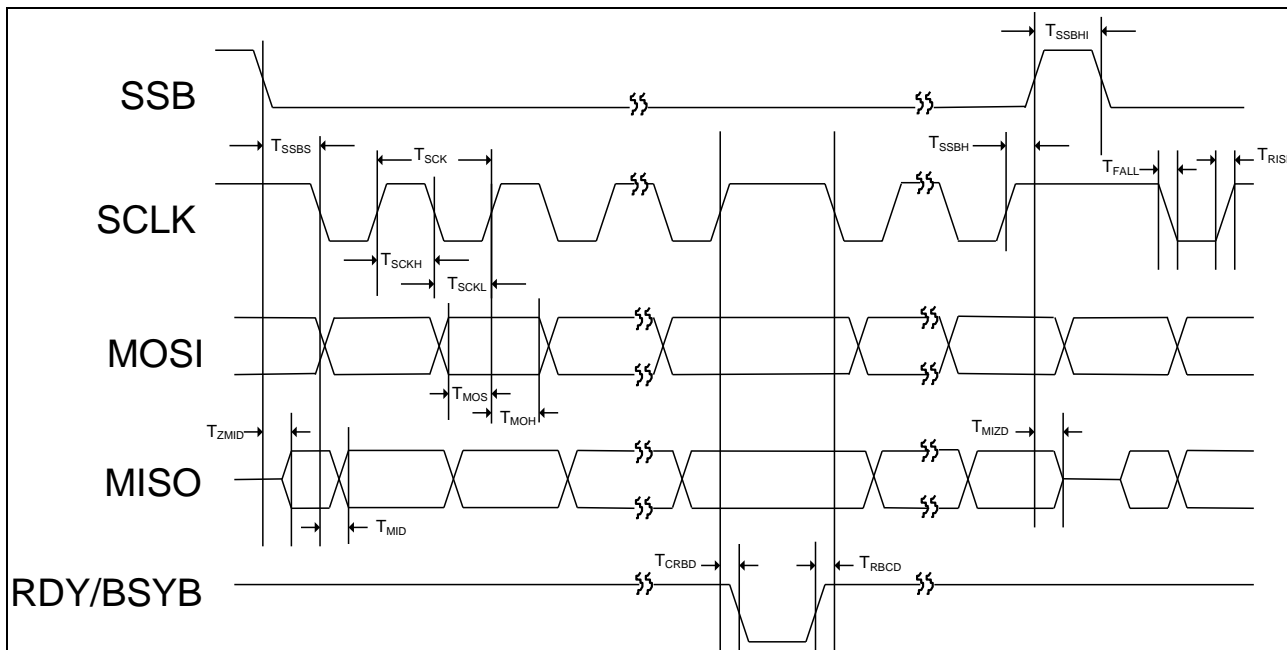 TSSBHI
SSB
TSSBS
TSCK
TSSBH
TFALL
TRIS
SCLK
TSCKH
TSCKL
MOSI
TMOS
TMOH
TZMID
TMIZD
MISO
TMID
TCRBD
TRBCD
RDY/BSYB